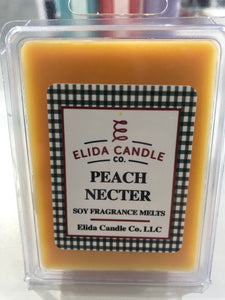 ELIDA CANDLE
CO.
PEACH
NECTER
SOY FRAGRANCE MELTS
Elida Candle Co. LLC